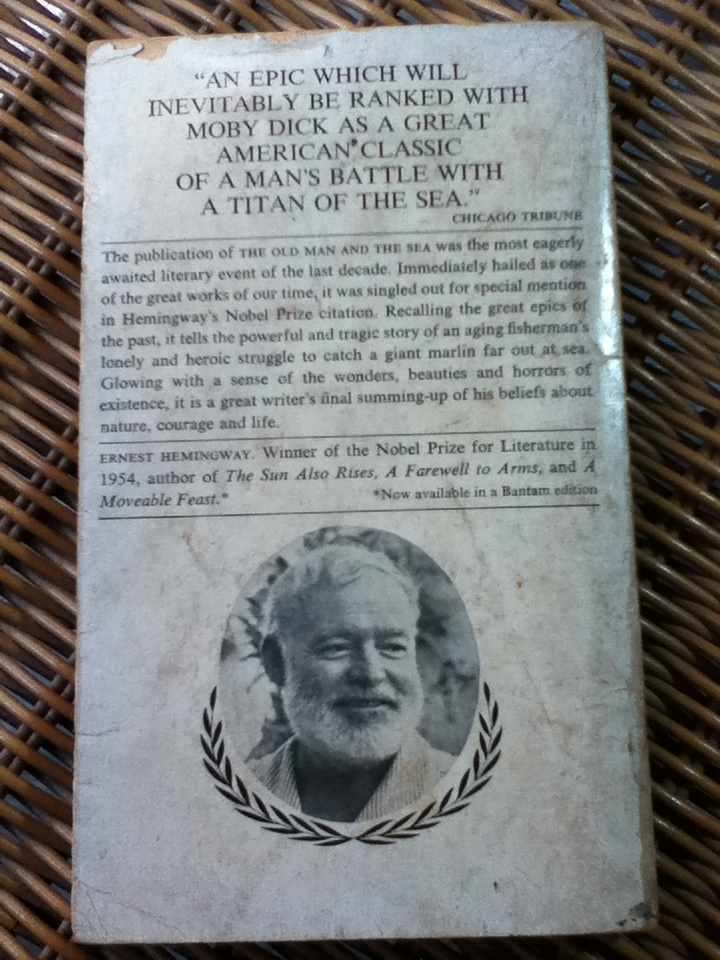 “AN EPIC WHICH WILL
INEVITABLY BE RANKED WITH
MOBY DICK AS A GREAT
AMERICAN CLASSIC
OF A MAN'S BATTLE WITH
A TITAN OF THE SEA.”
CHICAGO TRIBUNE
The publication of THE OLD MAN AND THE SEA was the most eagerly
awaited literary event of the last decade. Immediately hailed as one
of the great works of our time, it was singled out for special mention
in Hemingway's Nobel Prize citation. Recalling the great epics of
the past, it tells the powerful and tragic story of an aging fisherman's
lonely and heroic struggle to catch a giant marlin far out at sea.
Glowing with a sense of the wonders, beauties and horrors of
existence, it is a great writer's final summing-up of his beliefs about
nature, courage and life.
ERNEST HEMINGWAY. Winner of the Nobel Prize for Literature in
1954, author of The Sun Also Rises, A Farewell to Arms, and A
Moveable Feast.* *Now available in a Bantam edition